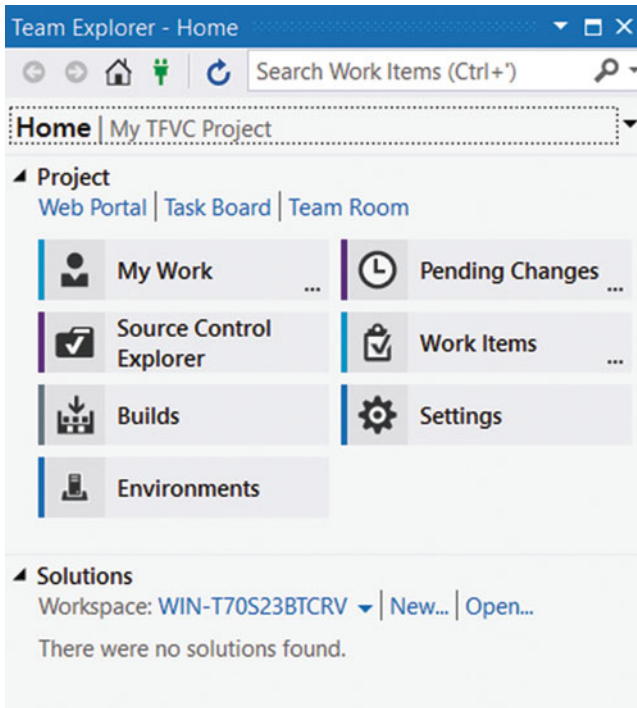 Team Explorer - Home
Search Work Items (Ctrl+')
Home | My TFVC Project
Project
Web Portal | Task Board | Team Room
My Work ...
Pending Changes ...
Source Control
Explorer
Work Items ...
Builds
Settings
Environments
Solutions
Workspace: WIN-T70S23BTCRV | New... | Open...
There were no solutions found.